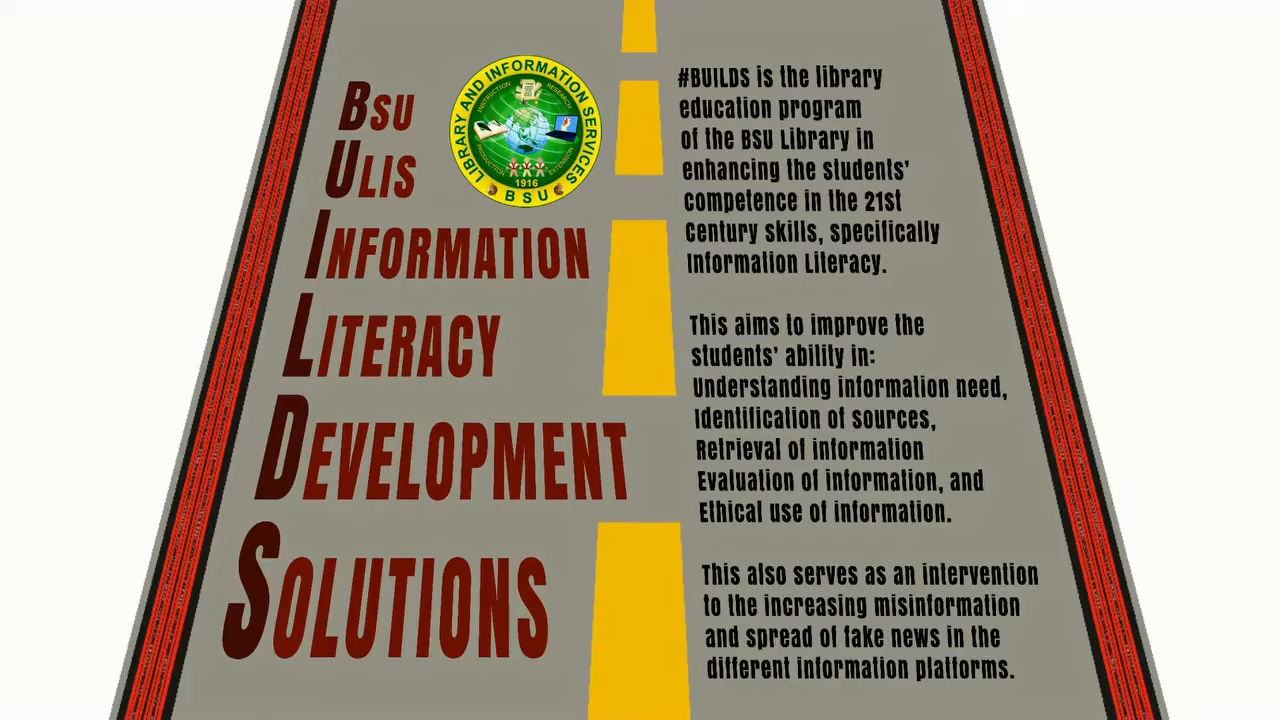 BSU
ULIS
INFORMATION
LITERACY
DEVELOPMENT
SOLUTIONS
LIBRARY AND INFORMATION SERVICES
INSTRUCTION
RESEARCH
PRODUCTION
EXTENSION
1916
BSU
#BUILDS is the library
education program
of the BSU Library in
enhancing the students'
competence in the 21st
Century skills, specifically
Information Literacy.
This aims to improve the
students' ability in:
Understanding information need,
Identification of sources,
Retrieval of information
Evaluation of information, and
Ethical use of information.
This also serves as an intervention
to the increasing misinformation
and spread of fake news in the
different information platforms.